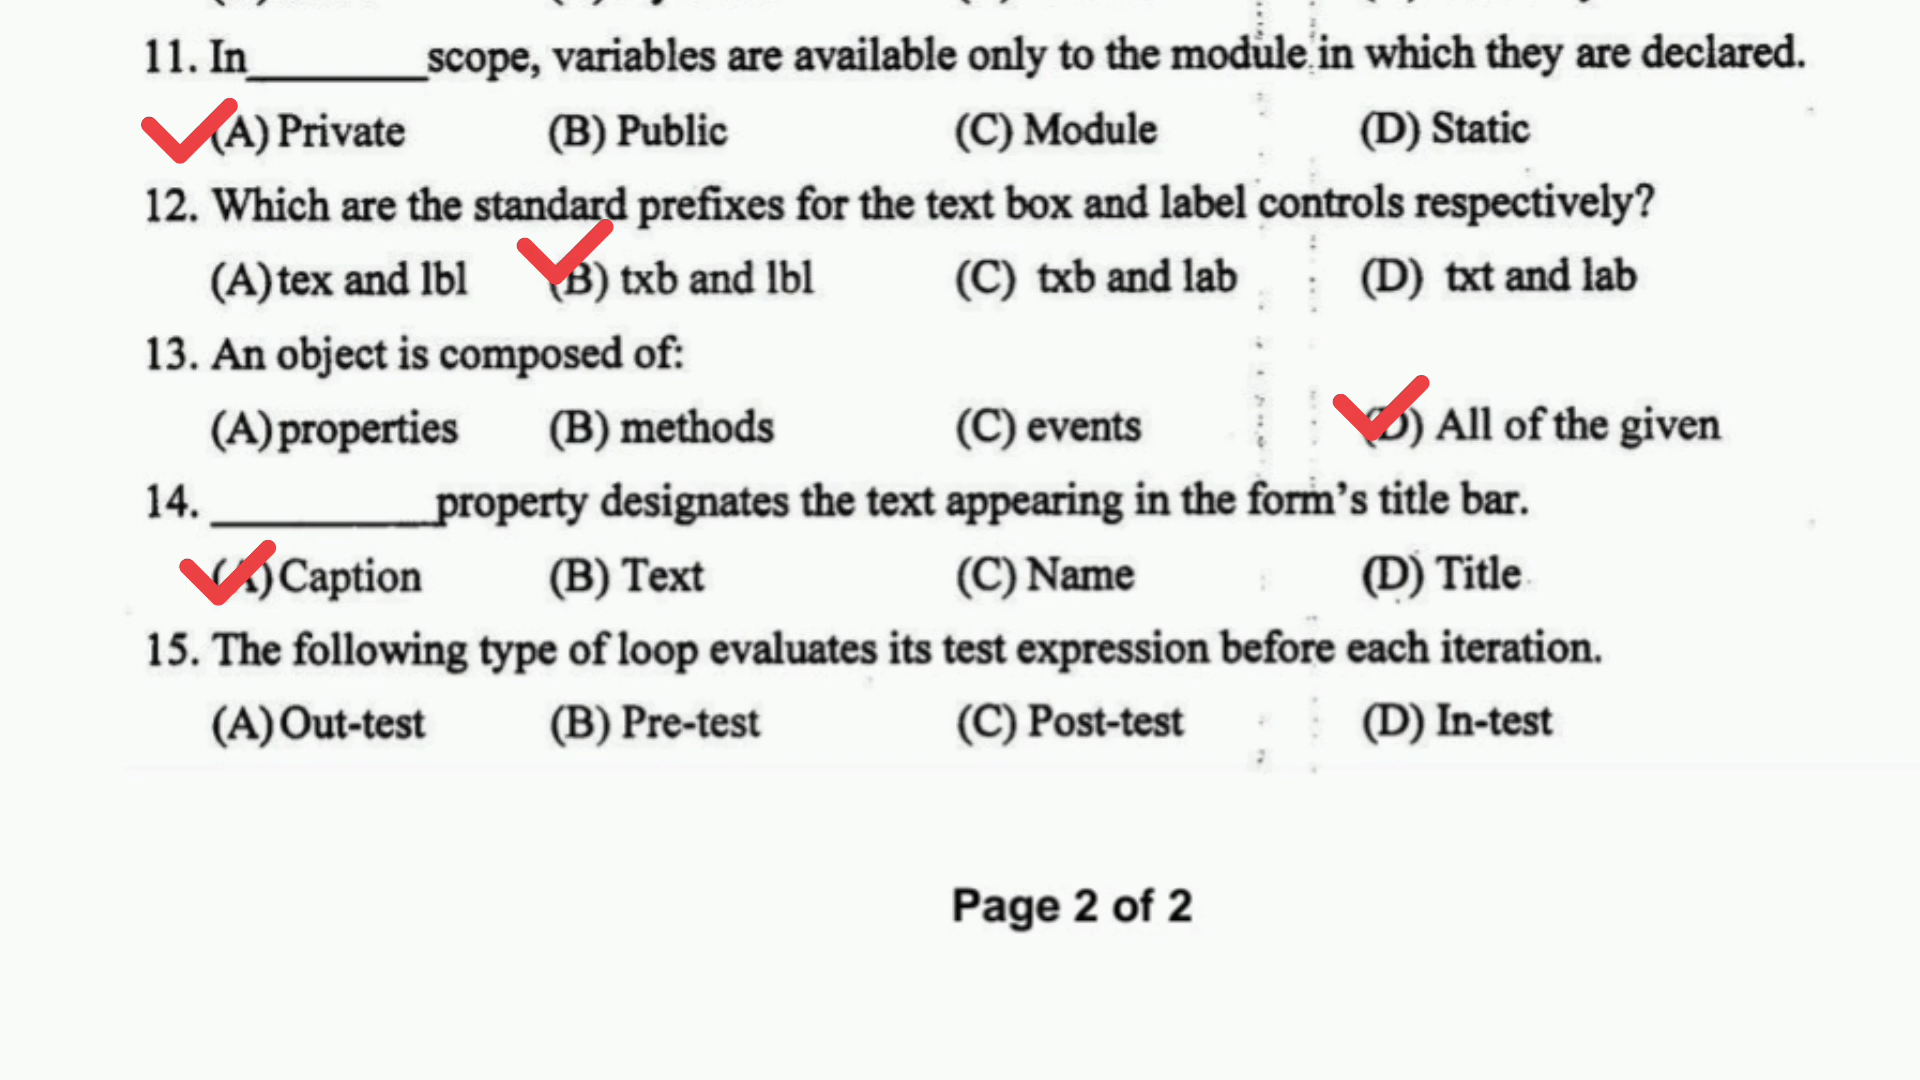 11. In________scope, variables are available only to the module in which they are declared.
(A) Private (B) Public (C) Module (D) Static
12. Which are the standard prefixes for the text box and label controls respectively?
(A) tex and lbl (B) txb and lbl (C) txb and lab (D) txt and lab
13. An object is composed of:
(A) properties (B) methods (C) events (D) All of the given
14. __________property designates the text appearing in the form's title bar.
(A) Caption (B) Text (C) Name (D) Title
15. The following type of loop evaluates its test expression before each iteration.
(A) Out-test (B) Pre-test (C) Post-test (D) In-test
Page 2 of 2